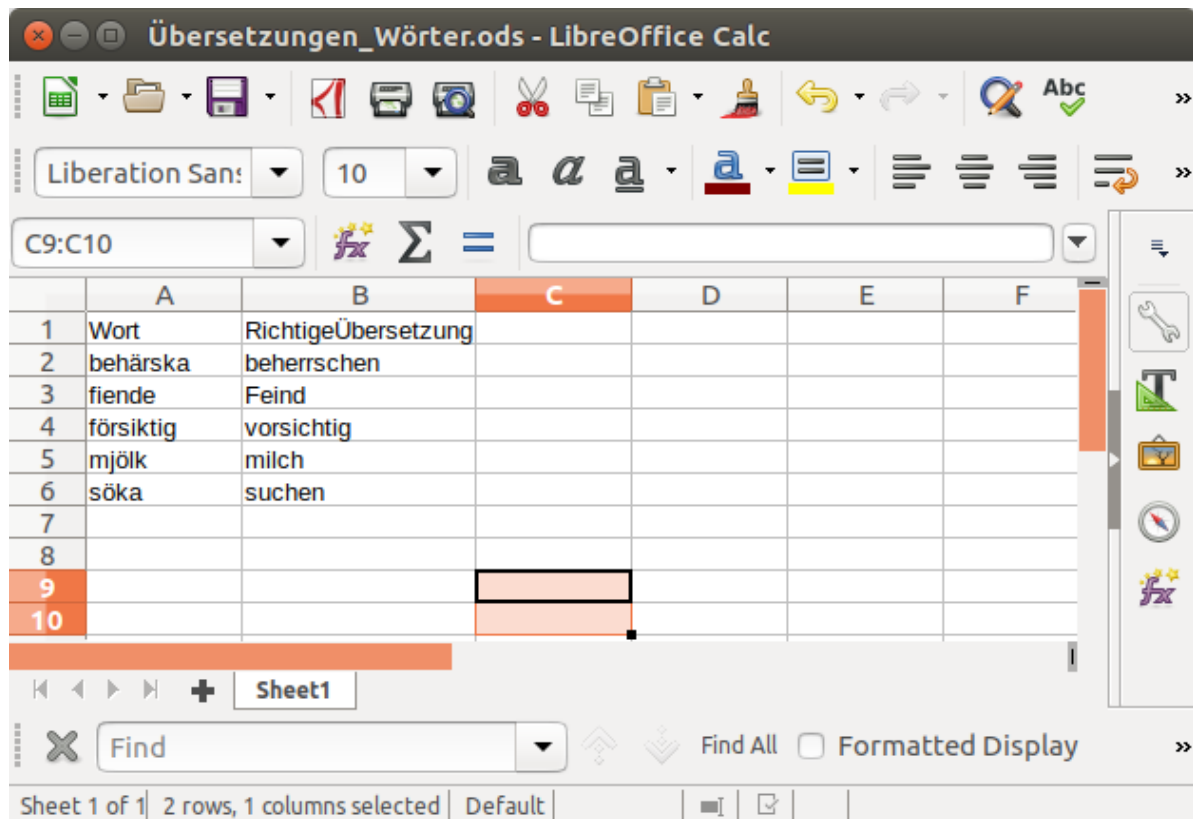 Übersetzungen_Wörter.ods - LibreOffice Calc
Abc
Liberation Sans 10 a a a a
C9:C10
A B C D E F
1 Wort RichtigeÜbersetzung
2 behärska beherrschen
3 fiende Feind
4 försiktig vorsichtig
5 mjölk milch
6 söka suchen
7
8
9
10
Sheet1
Find Find All Formatted Display
Sheet 1 of 1 2 rows, 1 columns selected Default